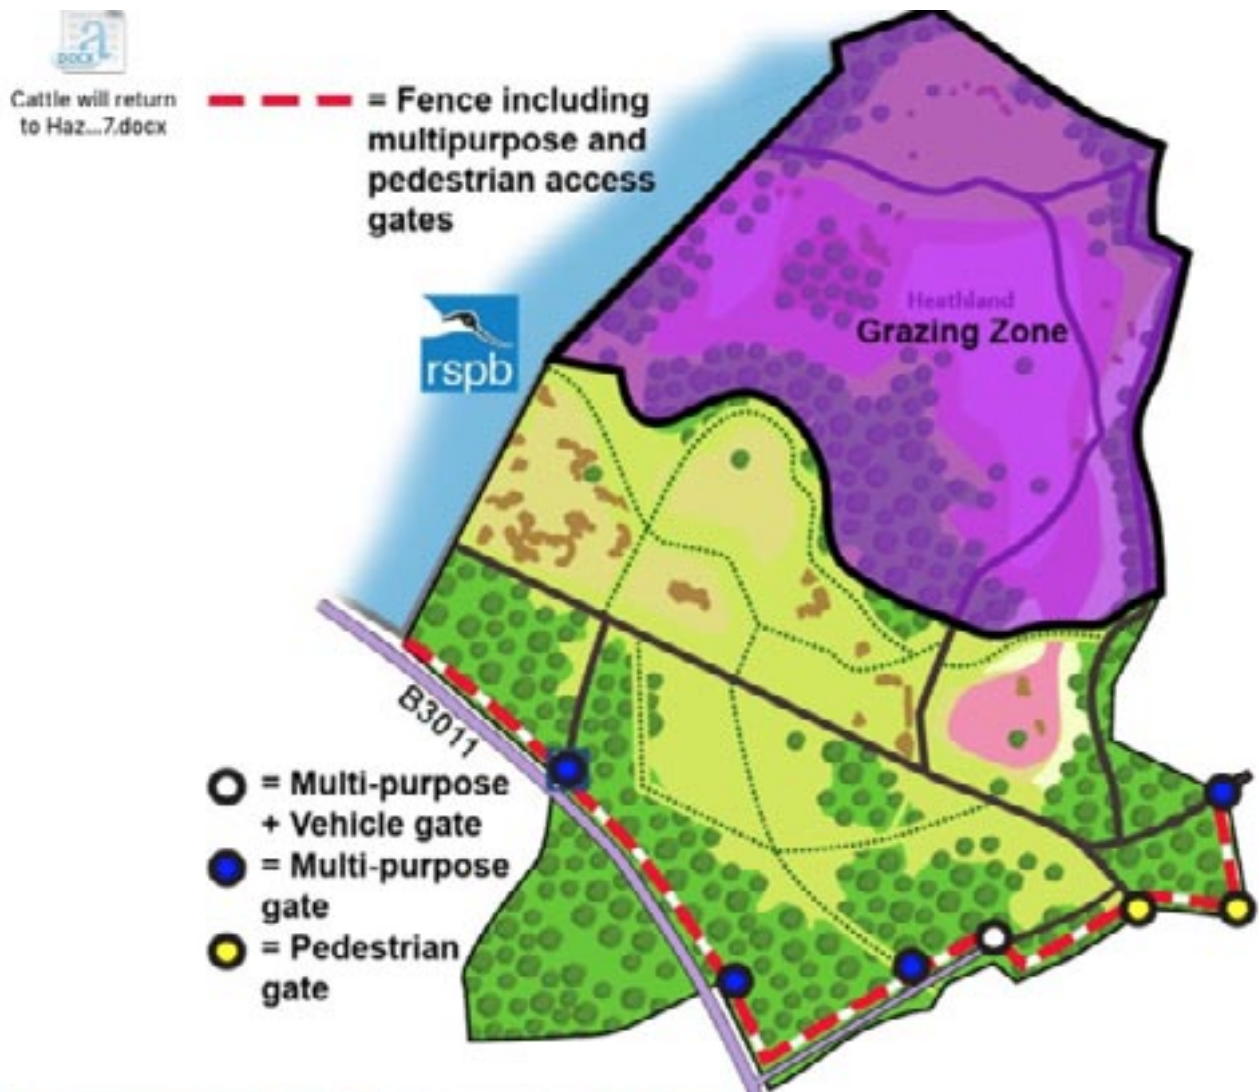 a
DOCX
Cattle will return
to Haz...7.docx
= Fence including
multipurpose and
pedestrian access
gates
rspb
Heathland
Grazing Zone
B3011
= Multi-purpose
+ Vehicle gate
= Multi-purpose
gate
= Pedestrian
gate